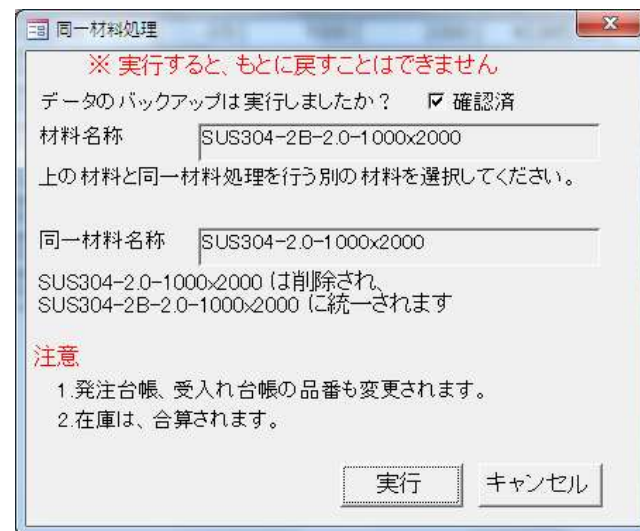 同一材料処理
※ 実行すると、もとに戻すことはできません
データのバックアップは実行しましたか？ 確認済
材料名称 SUS304-2B-2.0-1000x2000
上の材料と同一材料処理を行う別の材料を選択してください。
同一材料名称 SUS304-2.0-1000x2000
SUS304-2.0-1000x2000 は削除され、
SUS304-2B-2.0-1000x2000 に統一されます
注意
1.発注台帳、受入れ台帳の品番も変更されます。
2.在庫は、合算されます。
実行 キャンセル